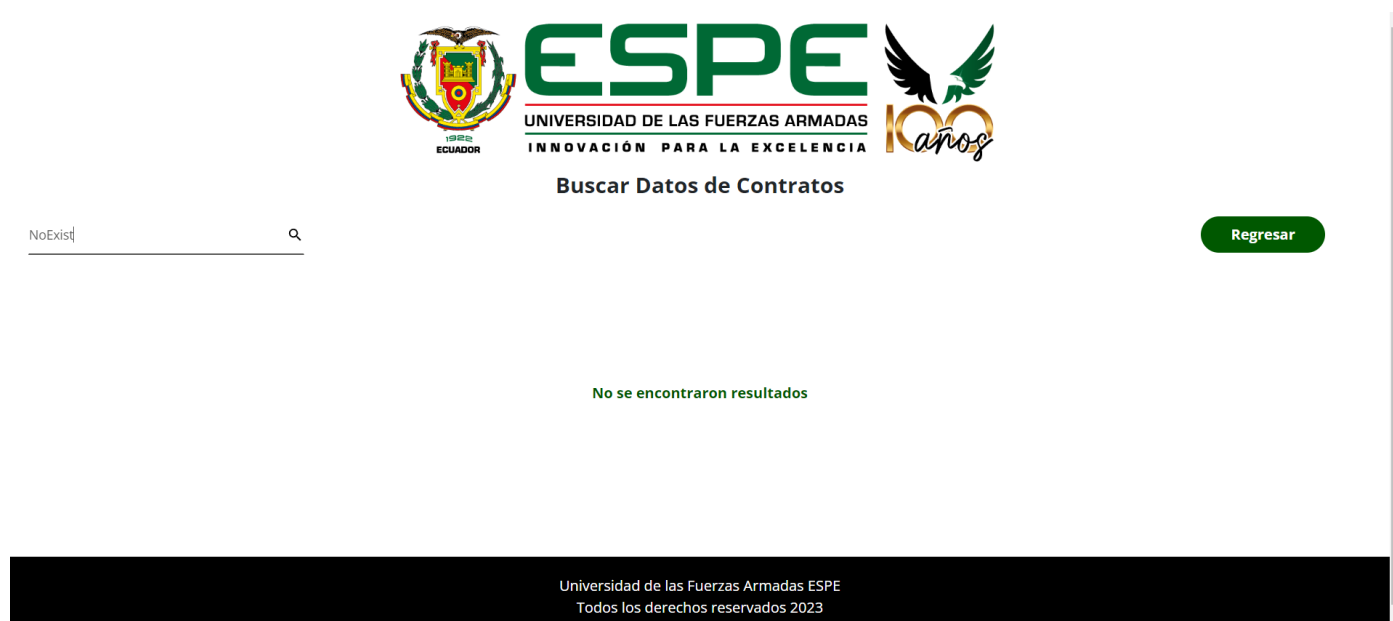 ESPE
UNIVERSIDAD DE LAS FUERZAS ARMADAS
INNOVACIÓN PARA LA EXCELENCIA
1922
ECUADOR
100
años
Buscar Datos de Contratos
NoExist
Regresar
No se encontraron resultados
Universidad de las Fuerzas Armadas ESPE
Todos los derechos reservados 2023